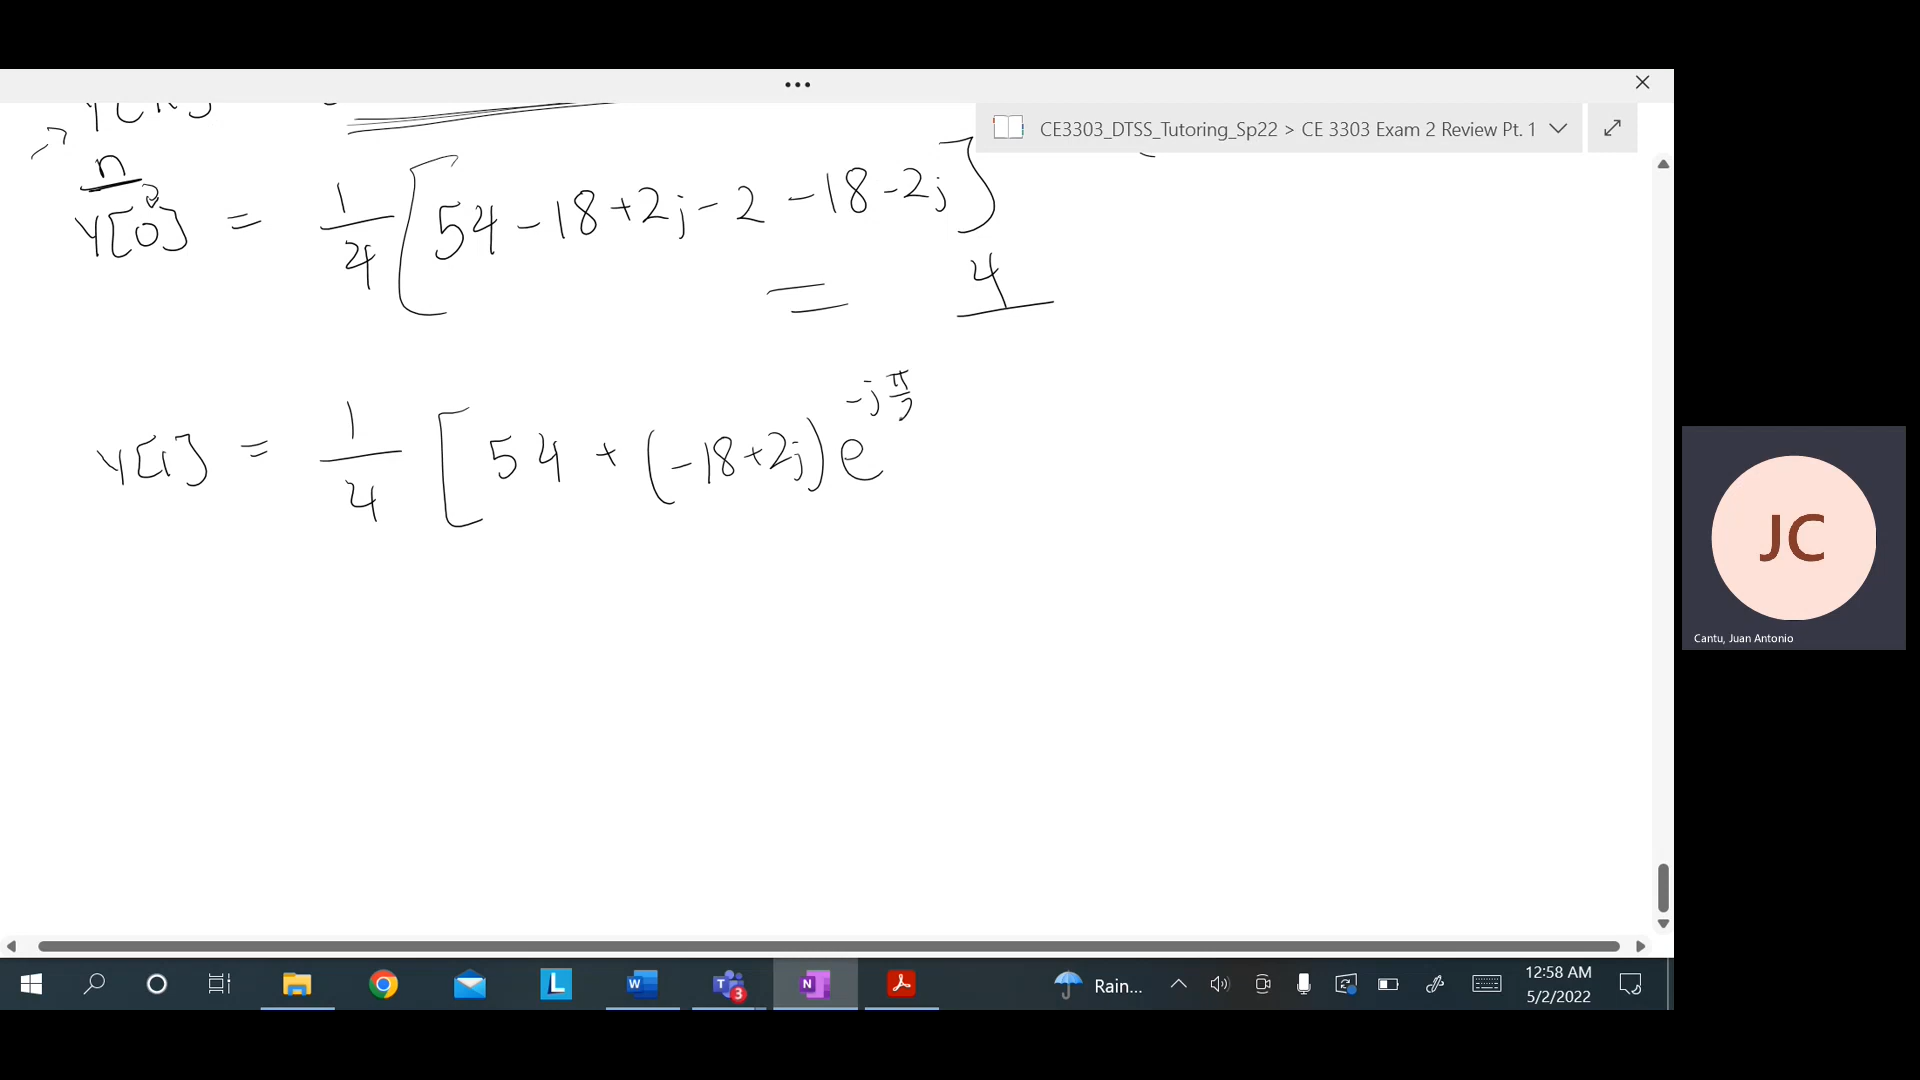 CE3303_DTSS_Tutoring_Sp22 > CE 3303 Exam 2 Review Pt. 1
n
y[0] = 1/4 [54 - 18 + 2j - 2 - 18 - 2j]
= 4
y[1] = 1/4 [54 + (-18+2j) e^{-jπ/2}
JC
Cantu, Juan Antonio
Rain...
12:58 AM
5/2/2022
3